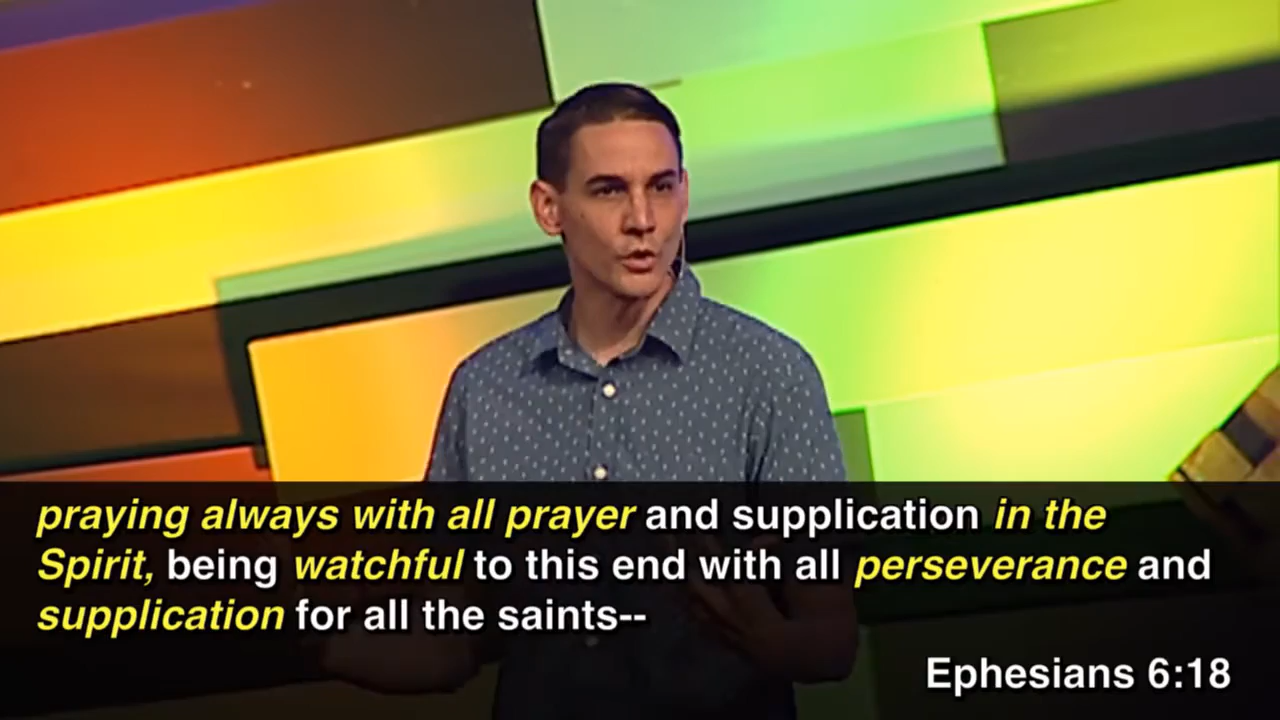 praying always with all prayer and supplication in the
Spirit, being watchful to this end with all perseverance and
supplication for all the saints--
Ephesians 6:18